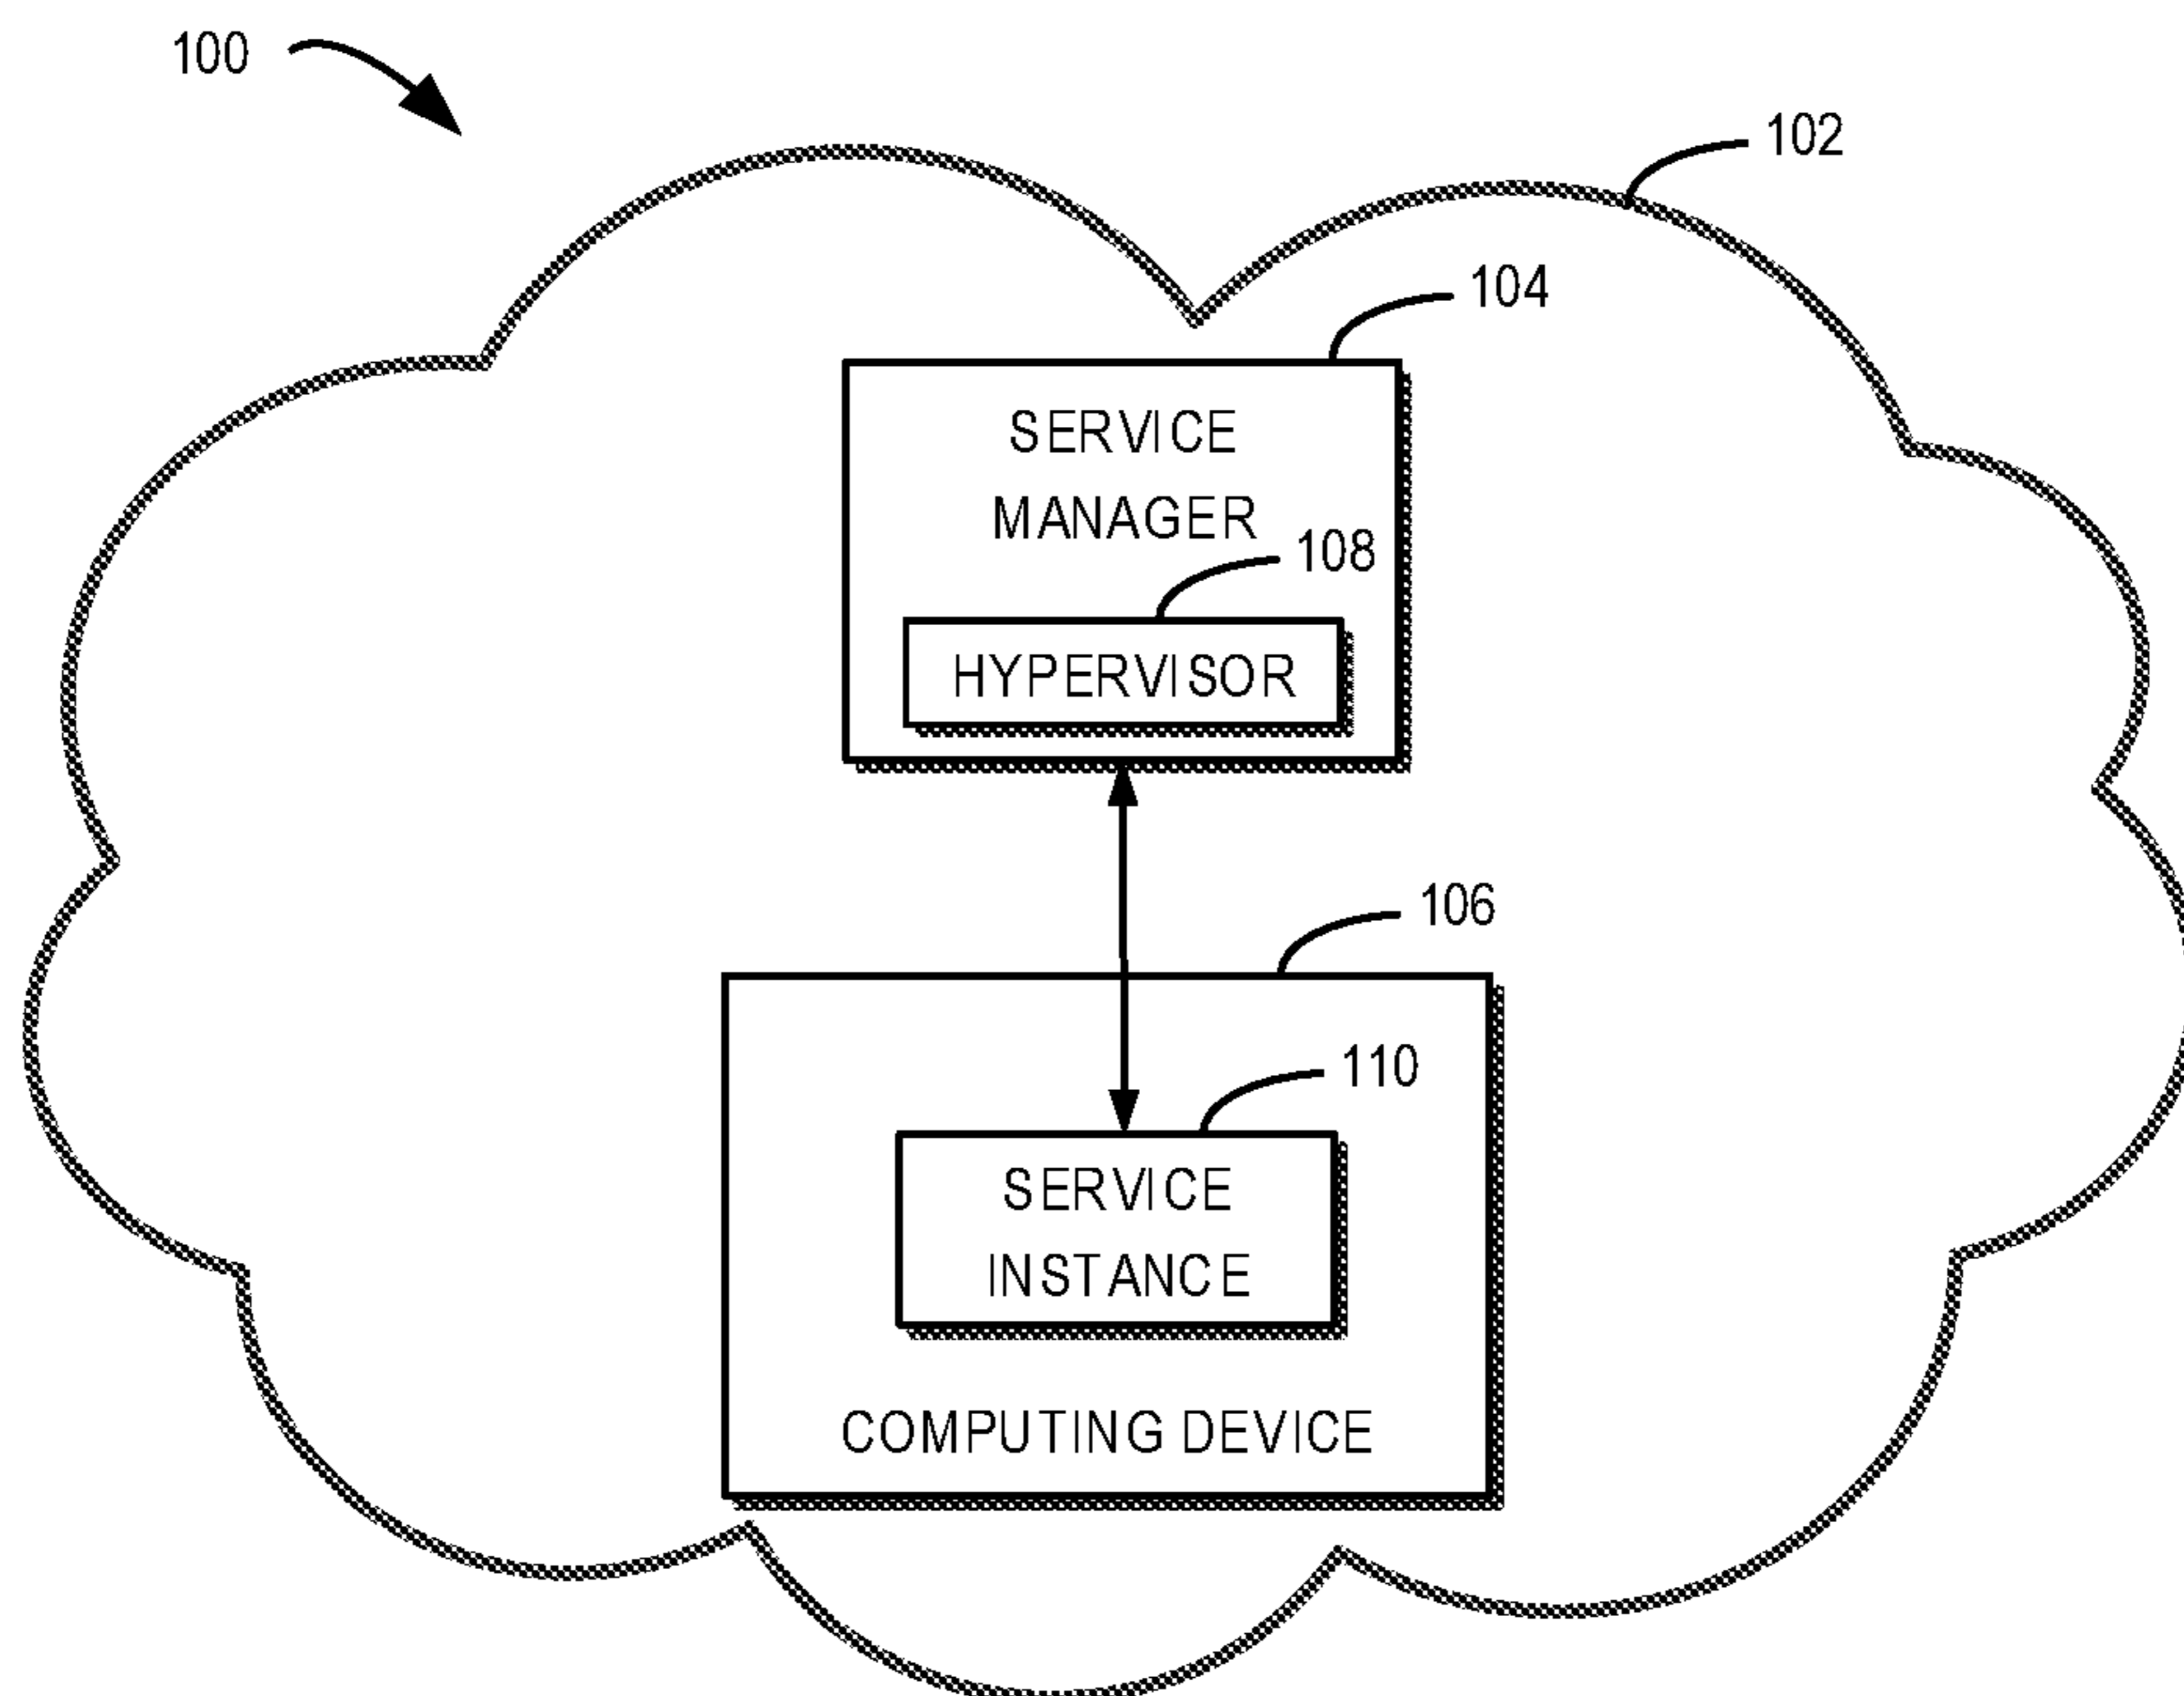 100
102
104
SERVICE
MANAGER
108
HYPERVISOR
106
110
SERVICE
INSTANCE
COMPUTING DEVICE